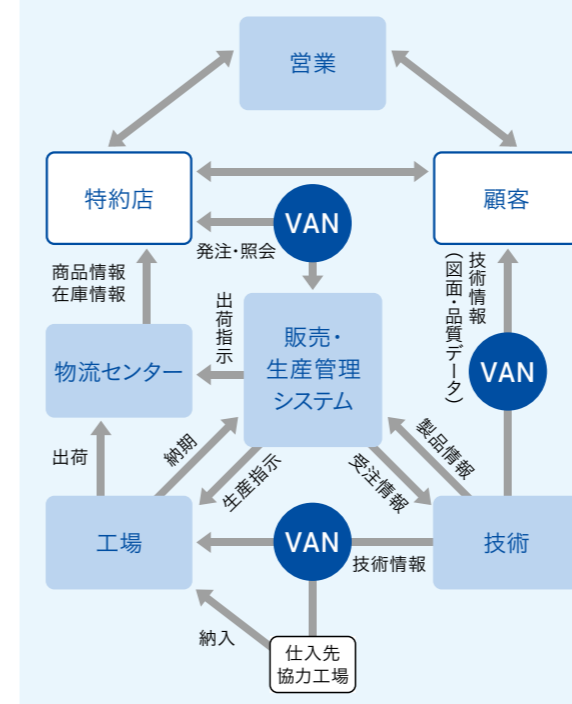 営業
特約店
顧客
VAN
発注・照会
商品情報
在庫情報
出荷指示
技術情報
（図面・品質データ）
販売・
生産管理
システム
物流センター
VAN
出荷
納期
生産指示
受注情報
製品情報
工場
VAN
技術情報
技術
納入
仕入先
協力工場